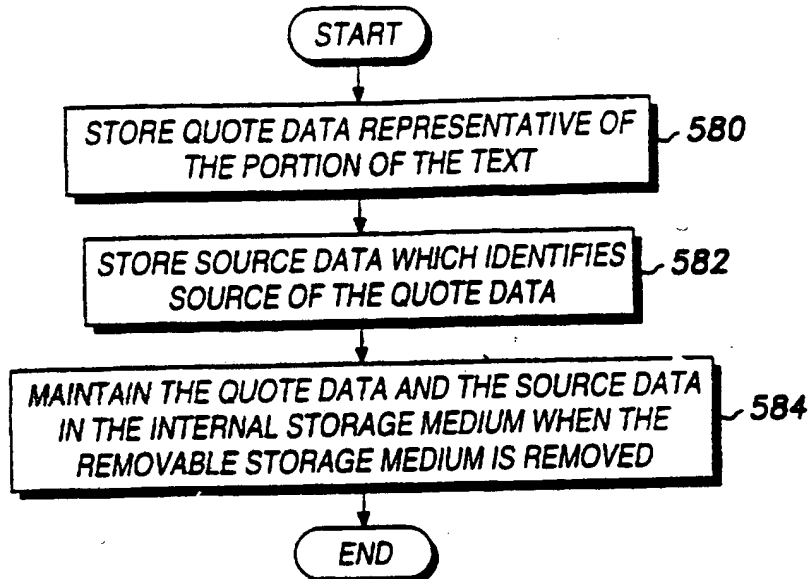 START
STORE QUOTE DATA REPRESENTATIVE OF
THE PORTION OF THE TEXT
580
STORE SOURCE DATA WHICH IDENTIFIES
SOURCE OF THE QUOTE DATA
582
MAINTAIN THE QUOTE DATA AND THE SOURCE DATA
IN THE INTERNAL STORAGE MEDIUM WHEN THE
REMOVABLE STORAGE MEDIUM IS REMOVED
584
END